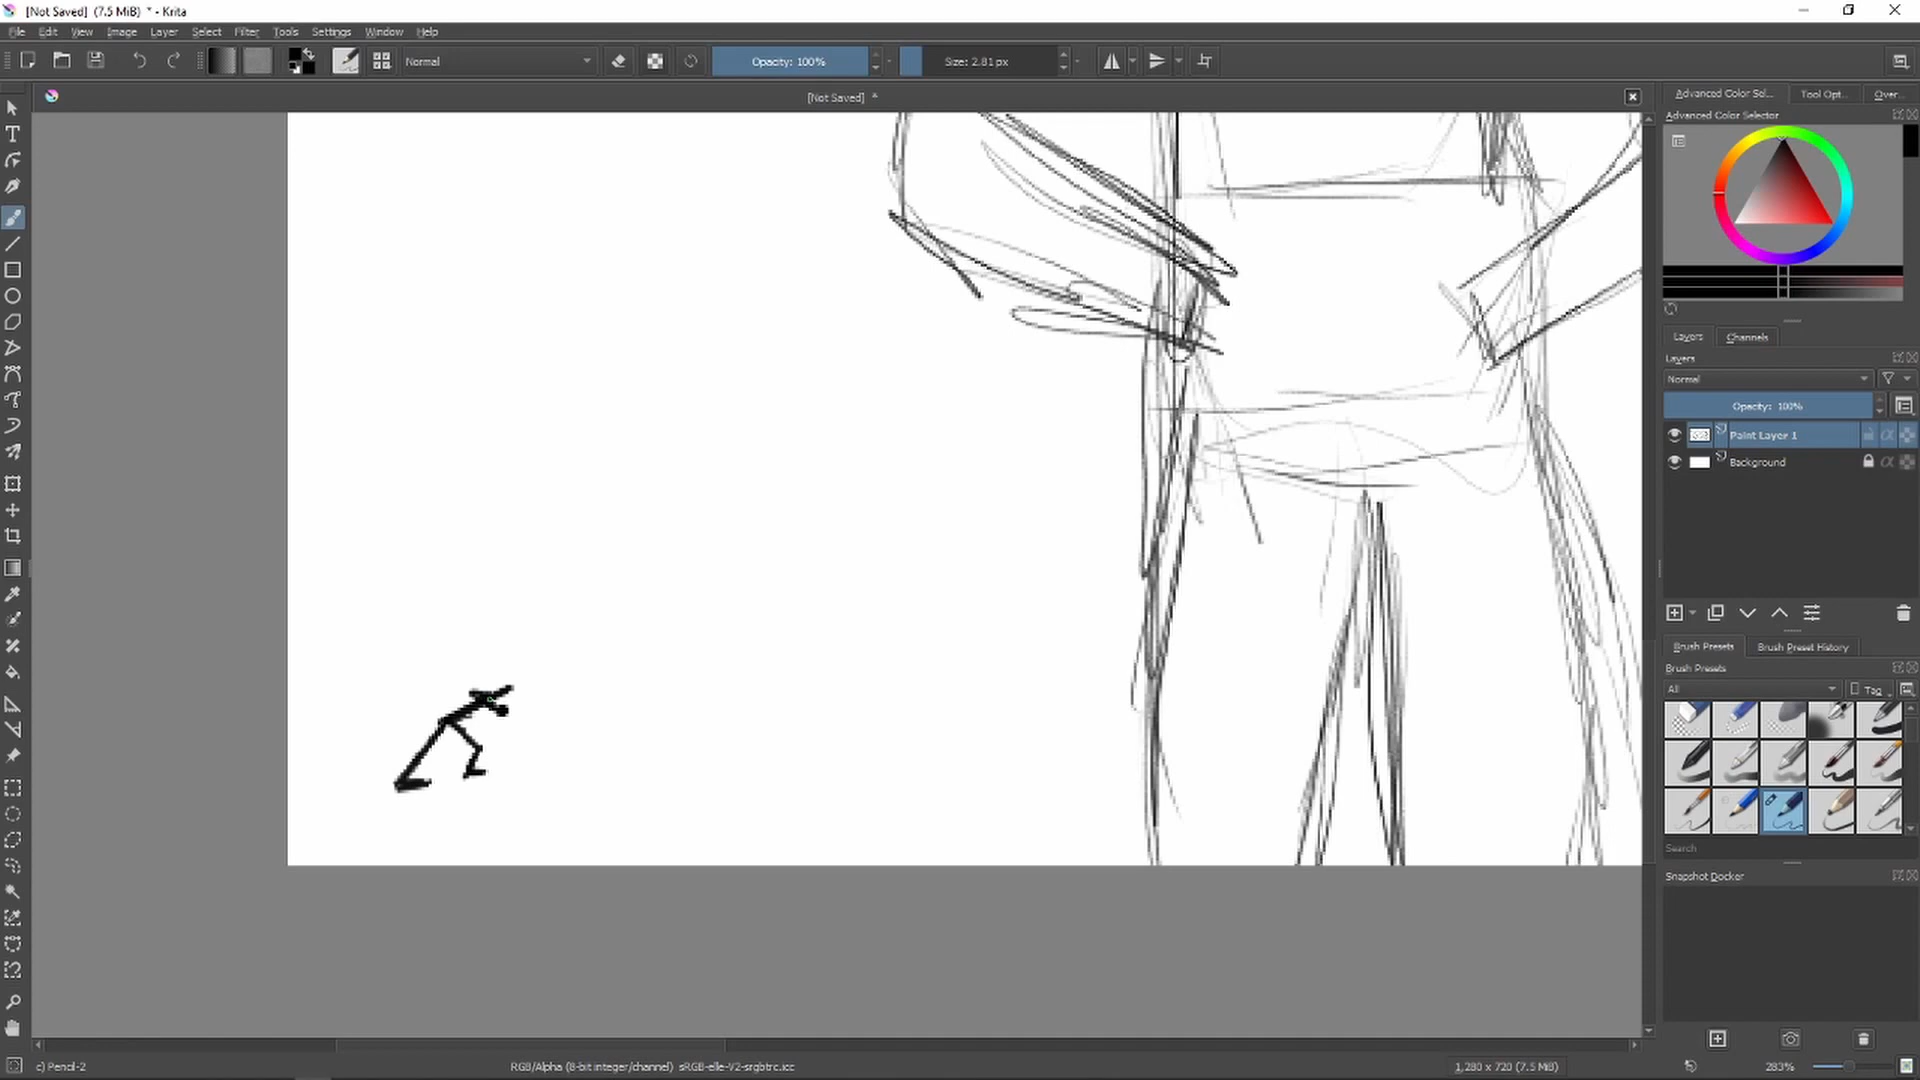 [Not Saved] (7.5 MiB) * - Krita
File Edit View Image Layer Select Filter Tools Settings Window Help
Normal
Opacity: 100%
Size: 2.81 px
[Not Saved] *
Advanced Color Sel... Tool Opt... Over...
Advanced Color Selector
Layers Channels
Layers
Normal
Opacity: 100%
Paint Layer 1
Background
Brush Presets Brush Preset History
Brush Presets
All Tag
Search
Snapshot Docker
c) Pencil-2
RGB/Alpha (8-bit integer/channel) sRGB-elle-V2-srgbtrc.icc
1,280 x 720 (7.5 MiB)
283%